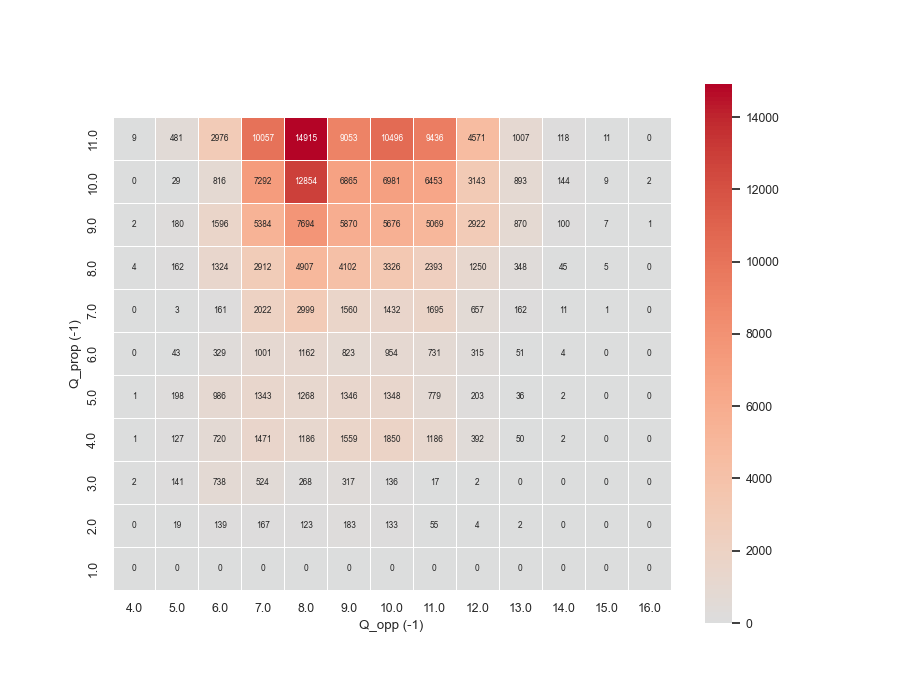 14000
11.0 9 481 2976 10057 14915 9053 10496 9436 4571 1007 118 11 0
12000
10.0 0 29 816 7292 12854 6865 6981 6453 3143 893 144 9 2
10000
9.0 2 180 1596 5384 7694 5870 5676 5069 2922 870 100 7 1
8.0 4 162 1324 2912 4907 4102 3326 2393 1250 348 45 5 0
8000
7.0 0 3 161 2022 2999 1560 1432 1695 657 162 11 1 0
Q_prop (-1)
6.0 0 43 329 1001 1162 823 954 731 315 51 4 0 0
6000
5.0 1 198 986 1343 1268 1346 1348 779 203 36 2 0 0
4.0 1 127 720 1471 1186 1559 1850 1186 392 50 2 0 0
4000
3.0 2 141 738 524 268 317 136 17 2 0 0 0 0
2.0 0 19 139 167 123 183 133 55 4 2 0 0 0
2000
1.0 0 0 0 0 0 0 0 0 0 0 0 0 0
0
4.0 5.0 6.0 7.0 8.0 9.0 10.0 11.0 12.0 13.0 14.0 15.0 16.0
Q_opp (-1)